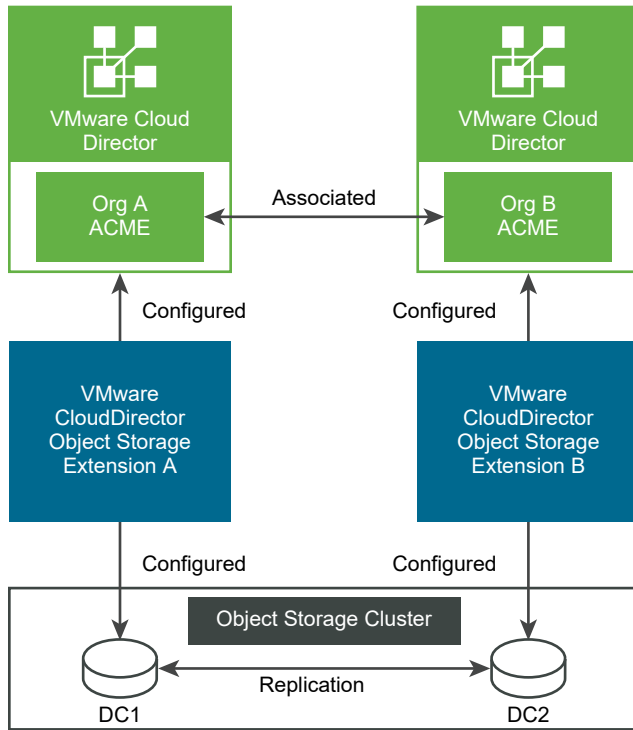 VMware Cloud
Director
VMware Cloud
Director
Org A
ACME
Associated
Org B
ACME
Configured
Configured
VMware
CloudDirector
Object Storage
Extension A
VMware
CloudDirector
Object Storage
Extension B
Configured
Configured
Object Storage Cluster
Replication
DC1
DC2